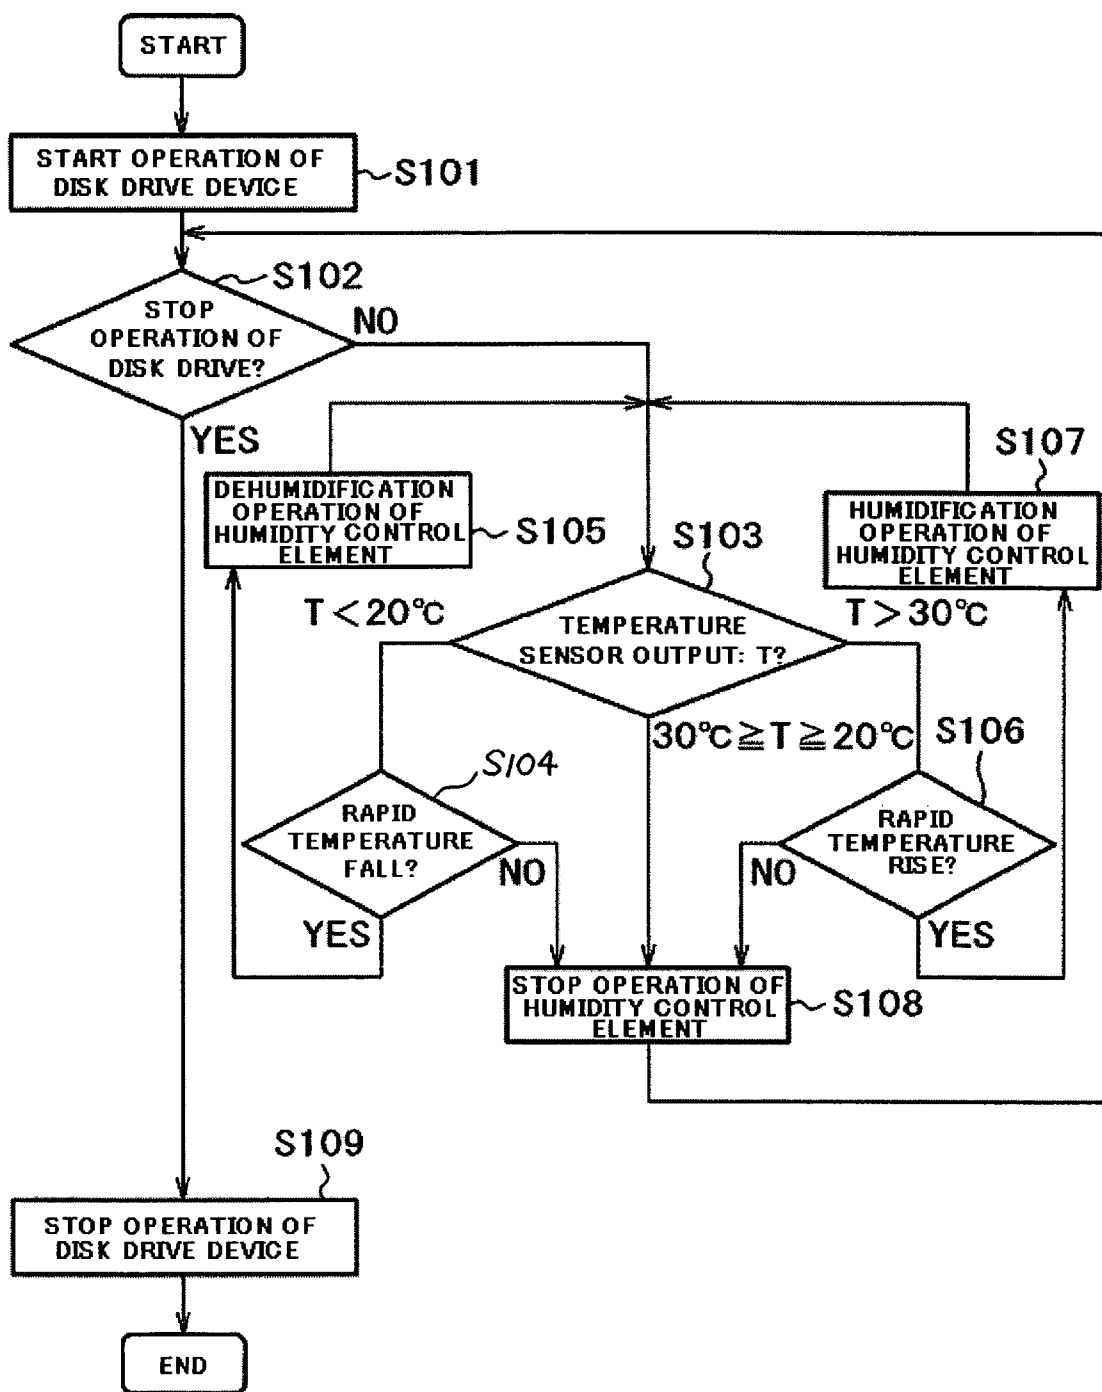 START
START OPERATION OF
DISK DRIVE DEVICE
S101
S102
STOP
OPERATION OF
DISK DRIVE?
NO
YES
DEHUMIDIFICATION
OPERATION OF
HUMIDITY CONTROL
ELEMENT
S105
S107
HUMIDIFICATION
OPERATION OF
HUMIDITY CONTROL
ELEMENT
S103
T<20℃
TEMPERATURE
SENSOR OUTPUT: T?
T>30℃
30℃≧T≧20℃
S104
RAPID
TEMPERATURE
FALL?
NO
YES
S106
RAPID
TEMPERATURE
RISE?
NO
YES
STOP OPERATION OF
HUMIDITY CONTROL
ELEMENT
S108
S109
STOP OPERATION OF
DISK DRIVE DEVICE
END